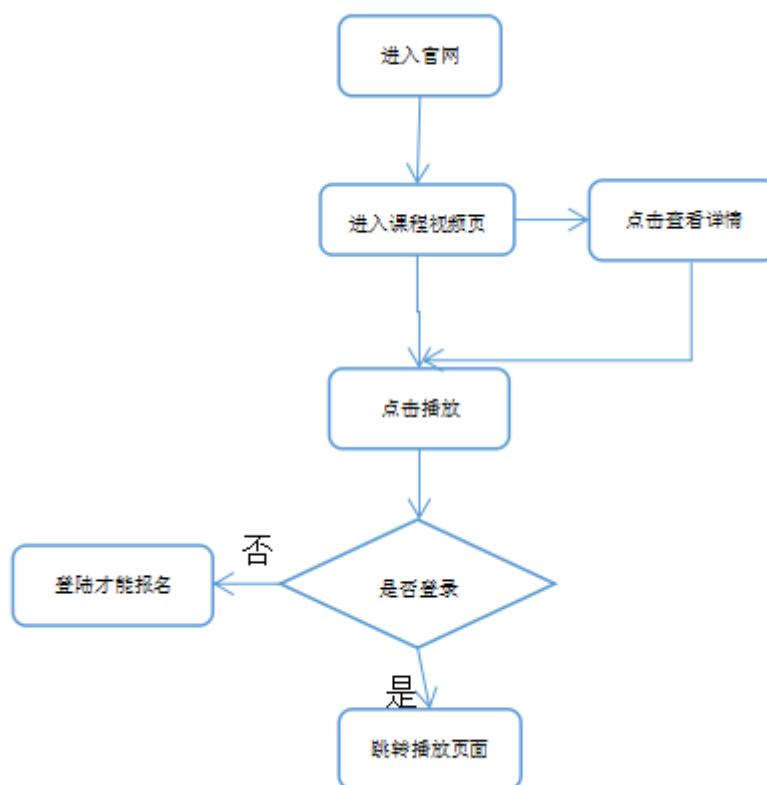 进入官网
进入课程视频页
点击查看详情
点击播放
否
登陆才能报名
是否登录
是
跳转播放页面